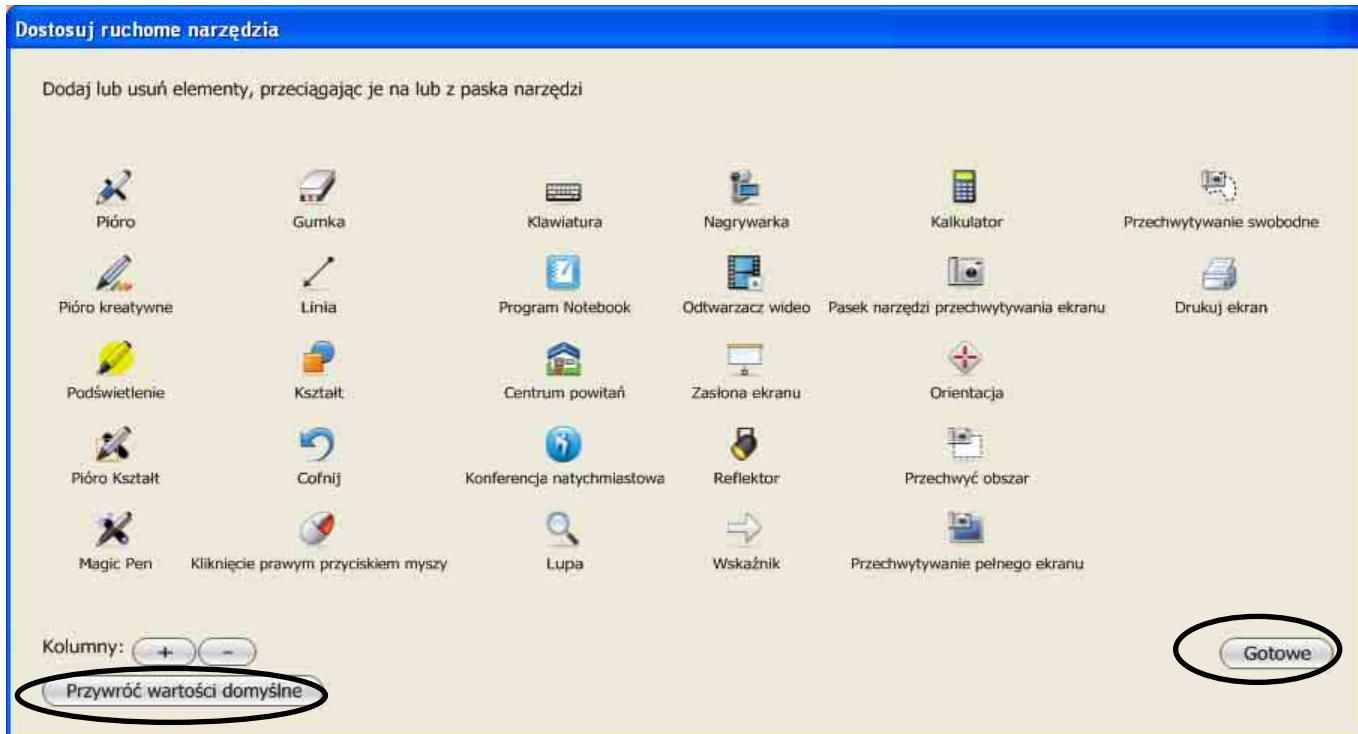 Dostosuj ruchome narzędzia
Dodaj lub usuń elementy, przeciągając je na lub z paska narzędzi
Pióro Gumka Klawiatura Nagrywarka Kalkulator Przechwytywanie swobodne
Pióro kreatywne Linia Program Notebook Odtwarzacz wideo Pasek narzędzi przechwytywania ekranu Drukuj ekran
Podświetlenie Kształt Centrum powitań Zasłona ekranu Orientacja
Pióro Kształt Cofnij Konferencja natychmiastowa Reflektor Przechwyć obszar
Magic Pen Kliknięcie prawym przyciskiem myszy Lupa Wskaźnik Przechwytywanie pełnego ekranu
Kolumny: + - Gotowe
Przywróć wartości domyślne